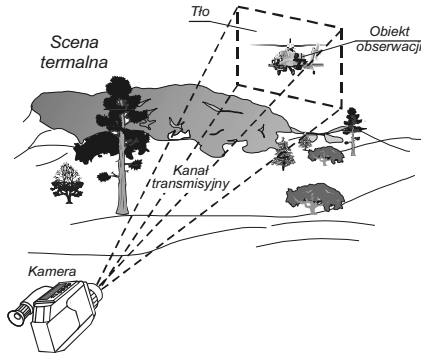 Tło
Obiekt
obserwacji
Scena
termalna
Kanał
transmisyjny
Kamera